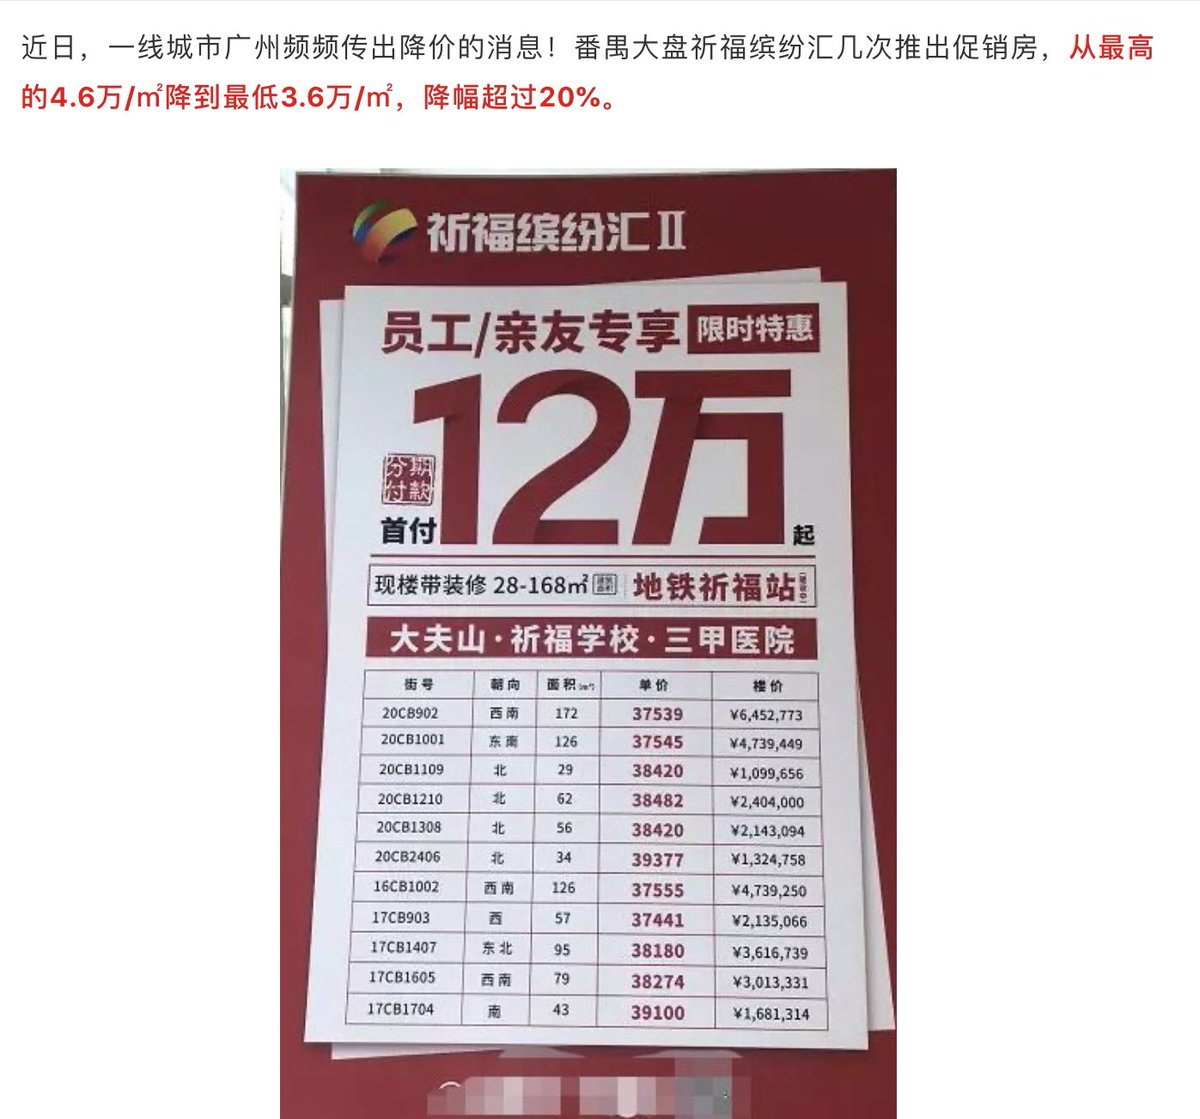 近日，一线城市广州频频传出降价的消息！番禺大盘祈福缤纷汇几次推出促销房，从最高
的4.6万/㎡降到最低3.6万/㎡，降幅超过20%。
祈福缤纷汇Ⅱ
员工/亲友专享 限时特惠
12万
分期
付款
首付
起
现楼带装修 28-168㎡ 建筑面积 地铁祈福站
大夫山·祈福学校·三甲医院
街号 朝向 面积(m²) 单价 楼价
20CB902 西南 172 37539 ¥6,452,773
20CB1001 东南 126 37545 ¥4,739,449
20CB1109 北 29 38420 ¥1,099,656
20CB1210 北 62 38482 ¥2,404,000
20CB1308 北 56 38420 ¥2,143,094
20CB2406 北 34 39377 ¥1,324,758
16CB1002 西南 126 37555 ¥4,739,250
17CB903 西 57 37441 ¥2,135,066
17CB1407 东北 95 38180 ¥3,616,739
17CB1605 西南 79 38274 ¥3,013,331
17CB1704 南 43 39100 ¥1,681,314